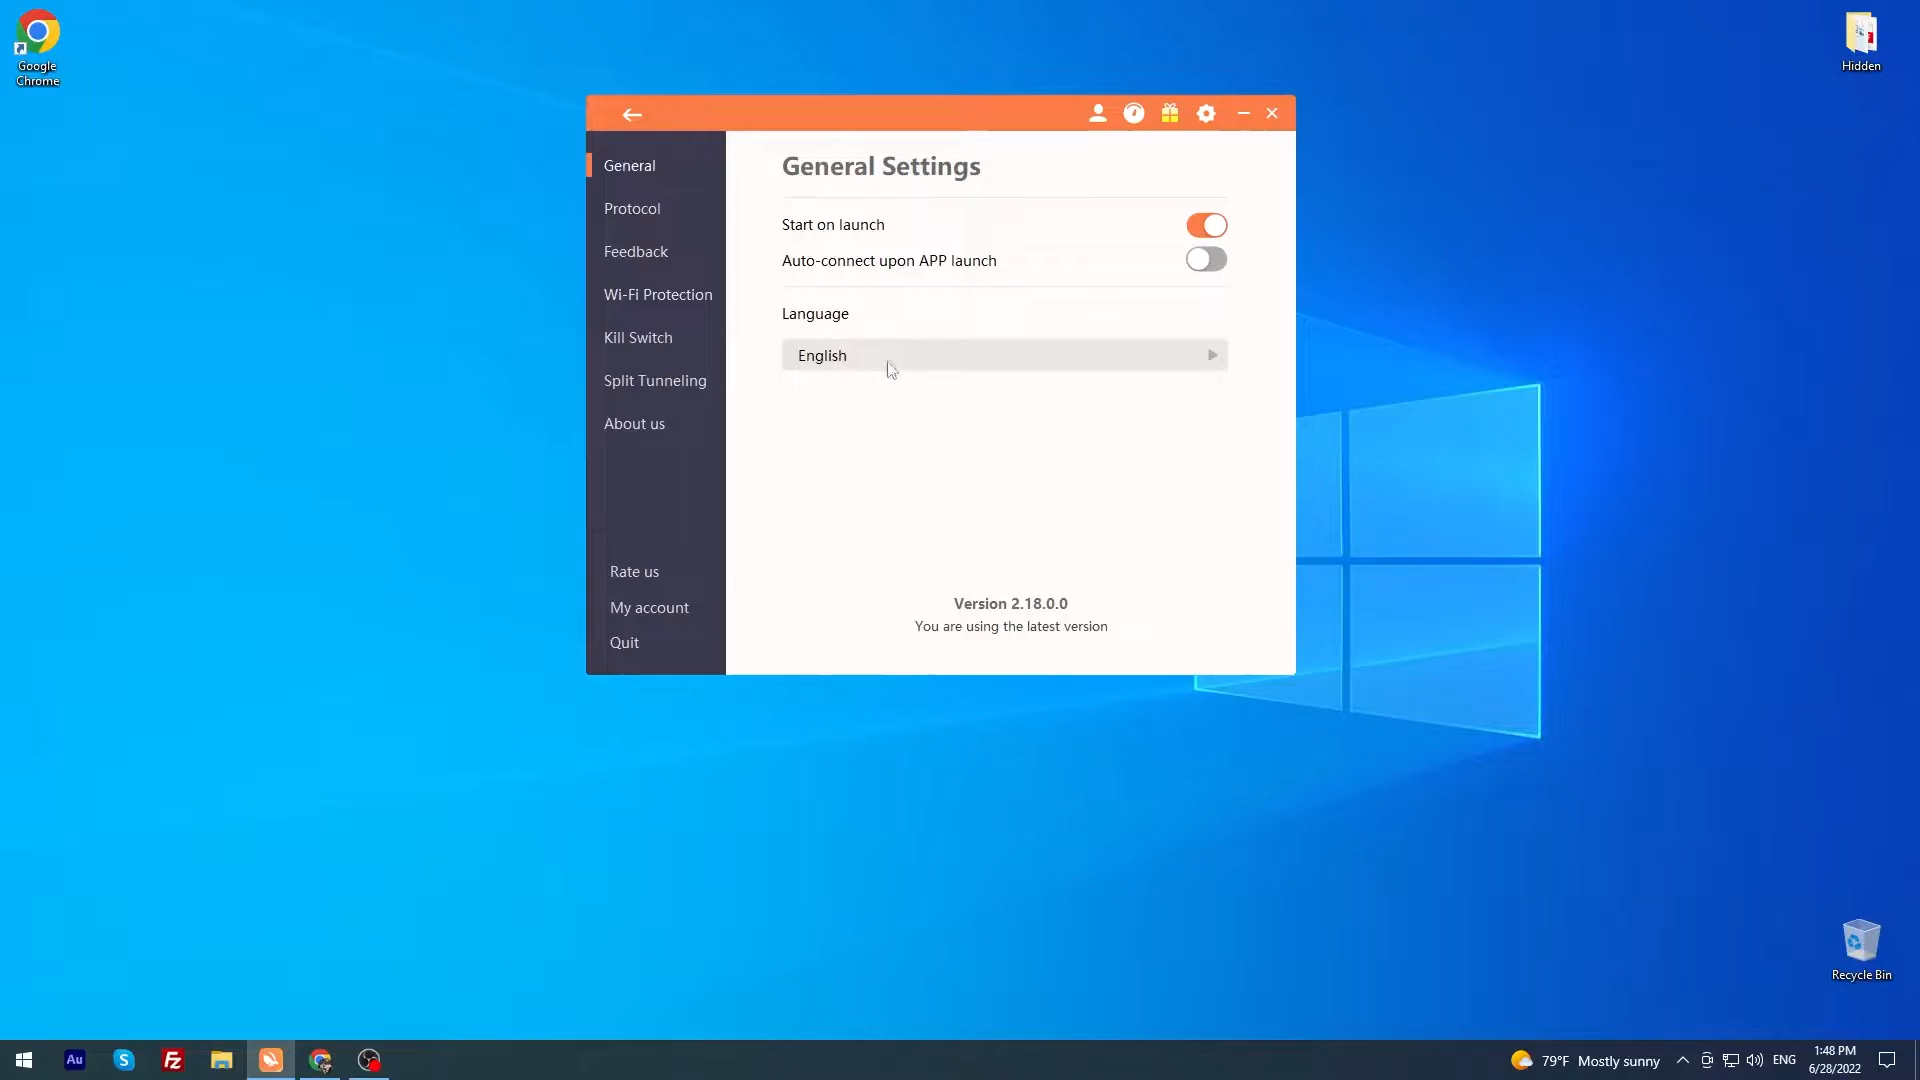 Google
Chrome
Hidden
General
Protocol
Feedback
Wi-Fi Protection
Kill Switch
Split Tunneling
About us
Rate us
My account
Quit
General Settings
Start on launch
Auto-connect upon APP launch
Language
English
Version 2.18.0.0
You are using the latest version
Recycle Bin
Au
S
Fz
79°F Mostly sunny
ENG
1:48 PM
6/28/2022